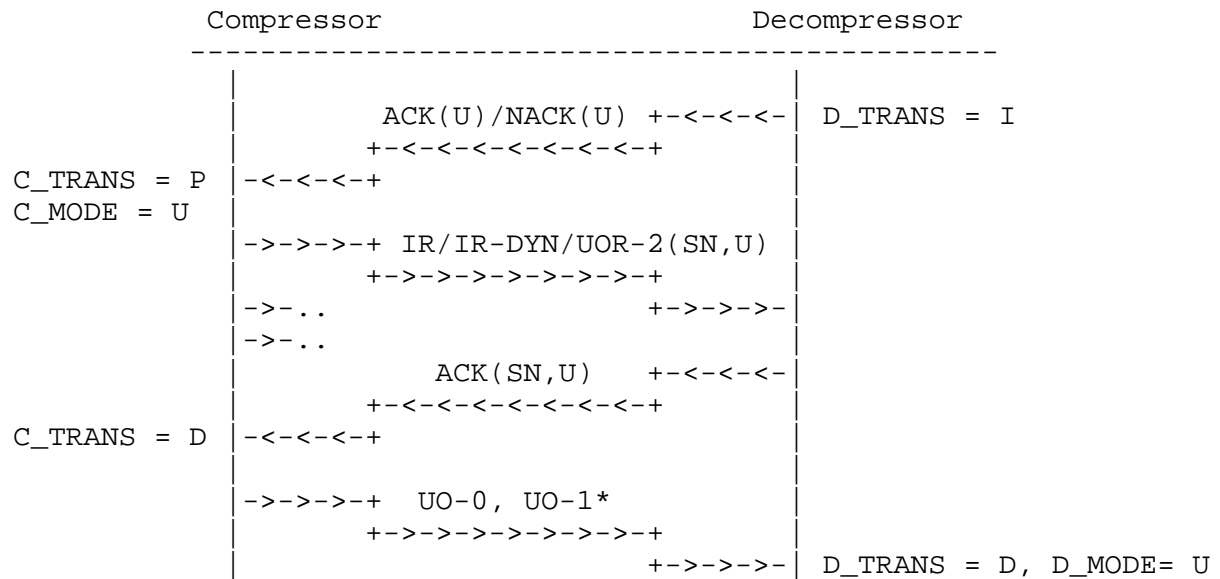 Compressor                     Decompressor
----------------------------------------------
|                                |
|        ACK(U)/NACK(U) +-<-<-<-|  D_TRANS = I
|       +-<-<-<-<-<-<-<-+       |
C_TRANS = P |-<-<-<-+                        |
C_MODE = U  |                                |
|->->->-+ IR/IR-DYN/UOR-2(SN,U)  |
|       +->->->->->->->-+       |
|->-..                  +->->->-|
|->-..                          |
|           ACK(SN,U)   +-<-<-<-|
|       +-<-<-<-<-<-<-<-+       |
C_TRANS = D |-<-<-<-+                        |
|                                |
|->->->-+  UO-0, UO-1*           |
|       +->->->->->->->-+       |
|                       +->->->-|  D_TRANS = D, D_MODE= U